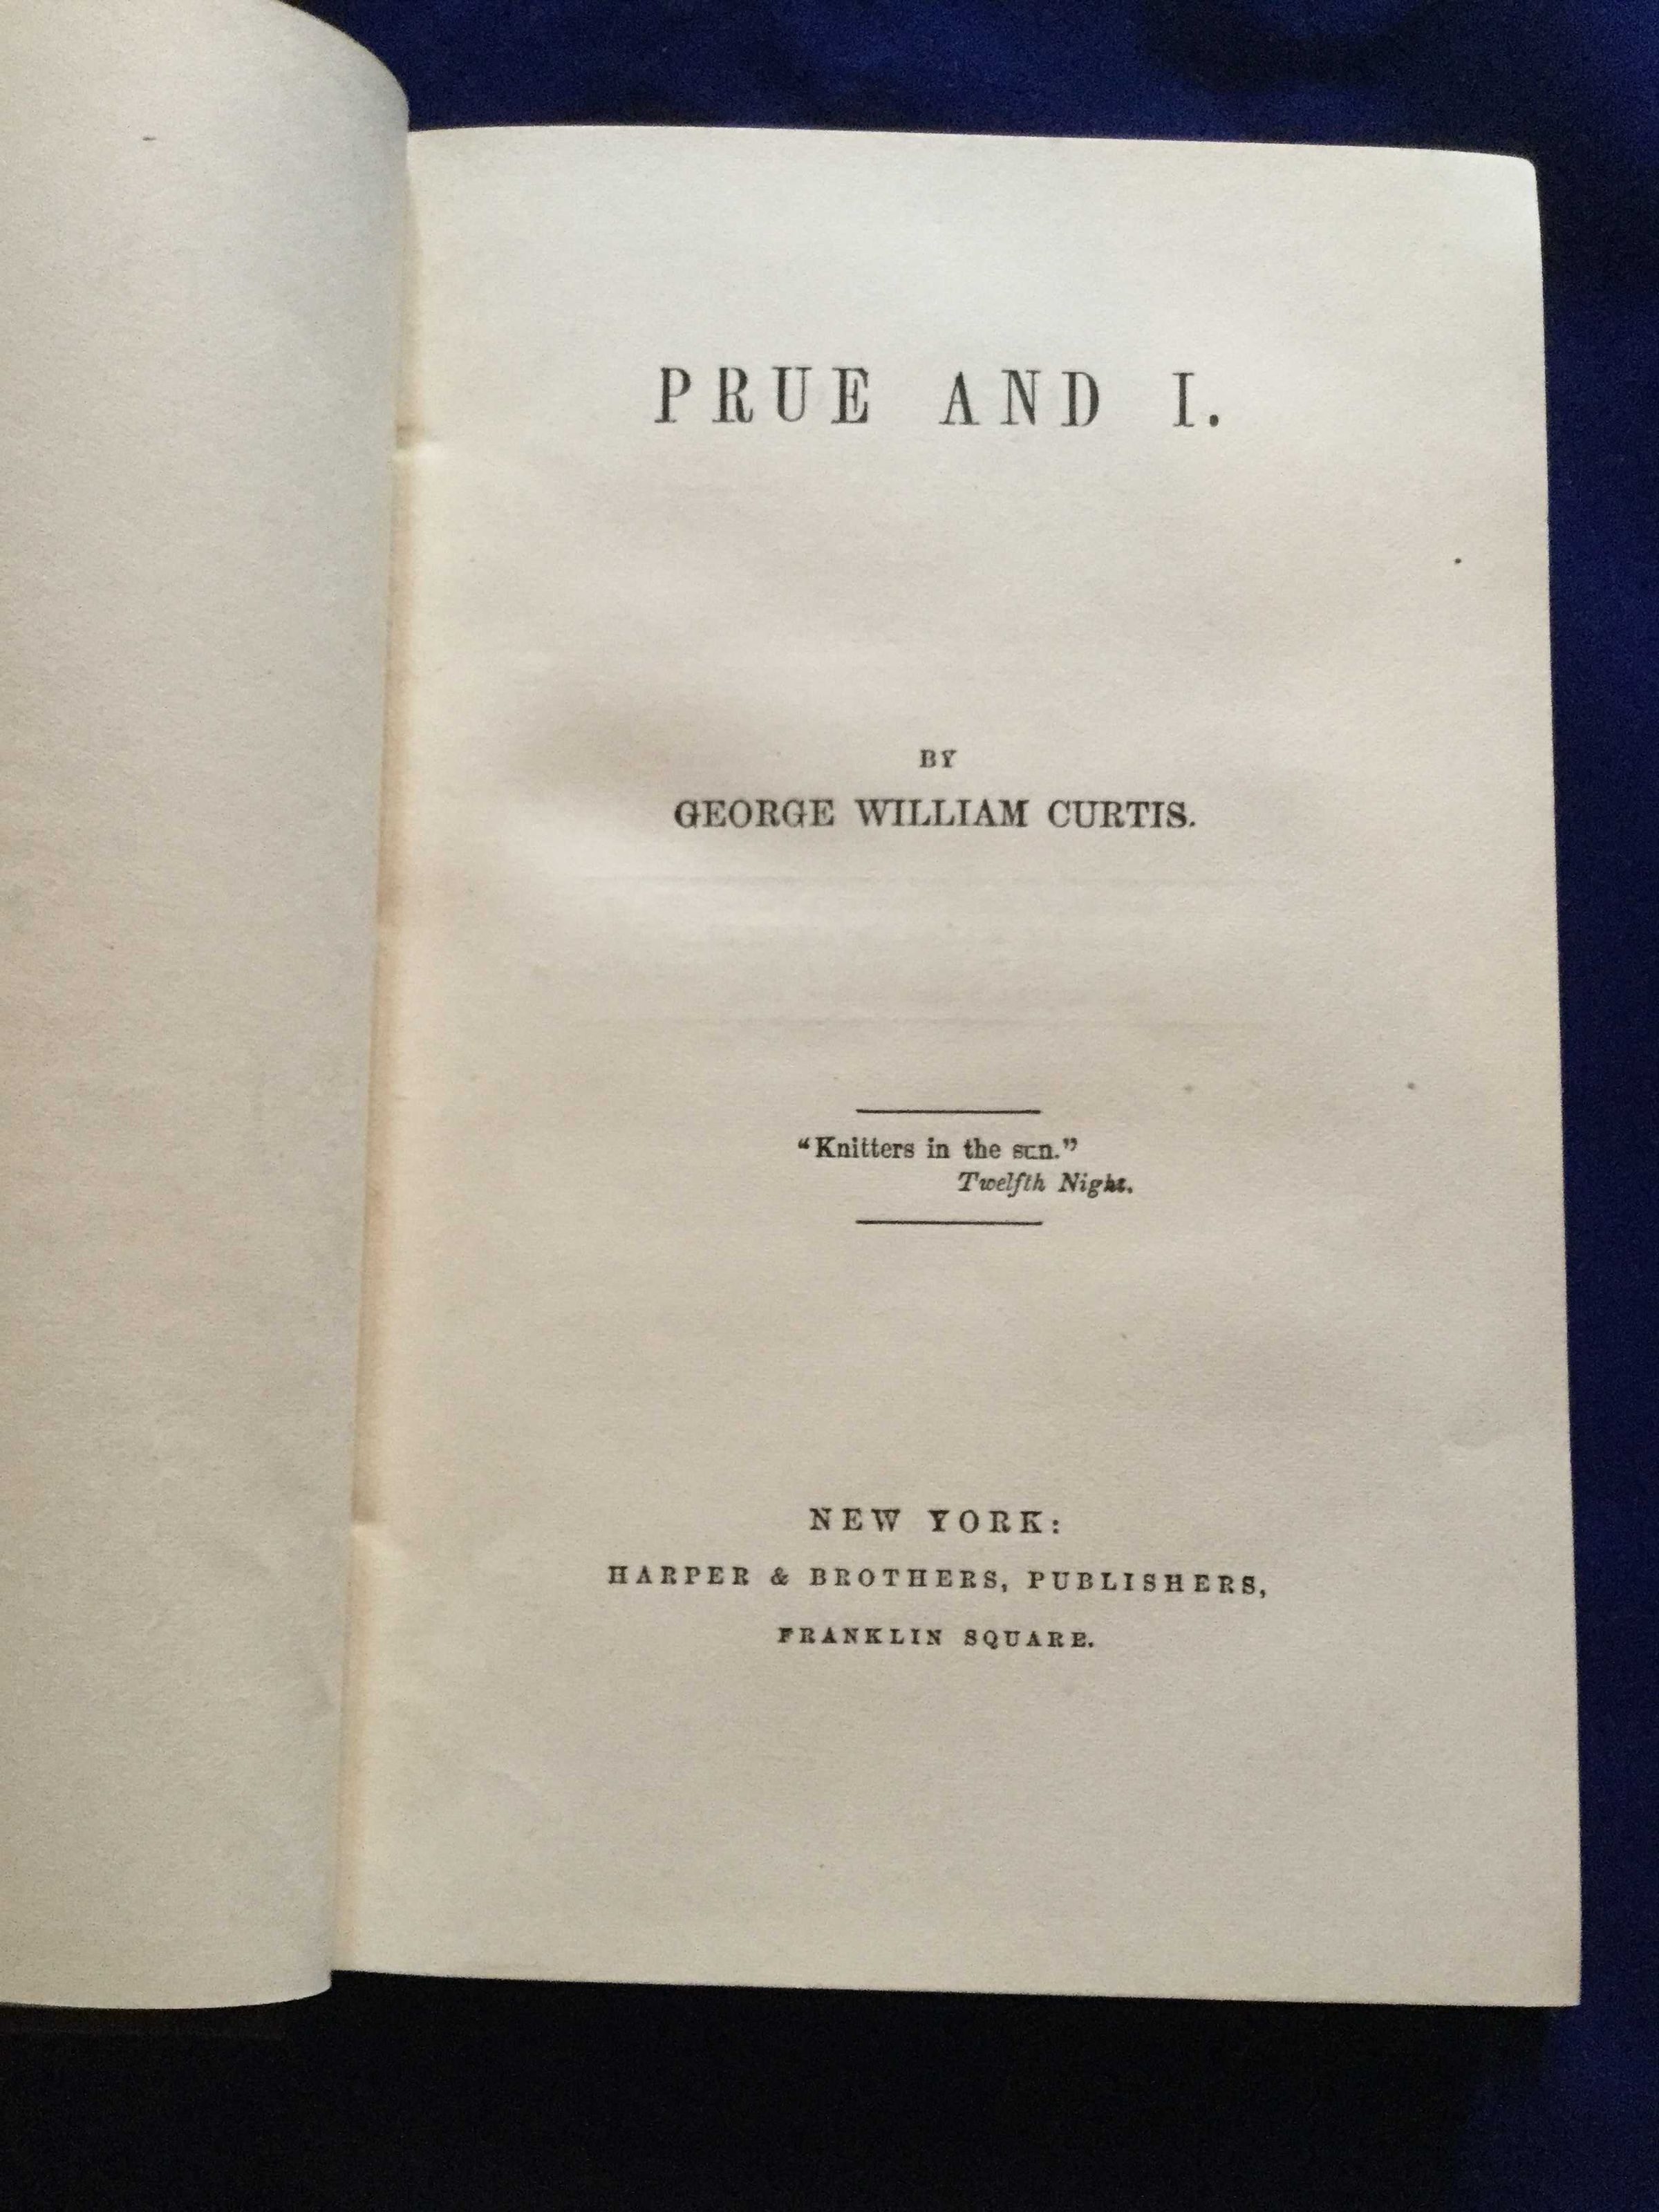 PRUE AND I.
BY
GEORGE WILLIAM CURTIS.
“Knitters in the sun.”
Twelfth Night.
NEW YORK:
HARPER & BROTHERS, PUBLISHERS,
FRANKLIN SQUARE.